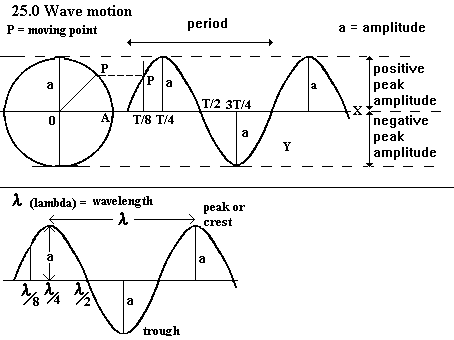 25.0 Wave motion
P = moving point
period
a = amplitude
P
P
a
a
a
positive
peak
amplitude
0
A
T/8
T/4
T/2
3T/4
X
a
Y
negative
peak
amplitude
λ (lambda) = wavelength
λ
peak or
crest
a
a
λ/8
λ/4
λ/2
a
trough